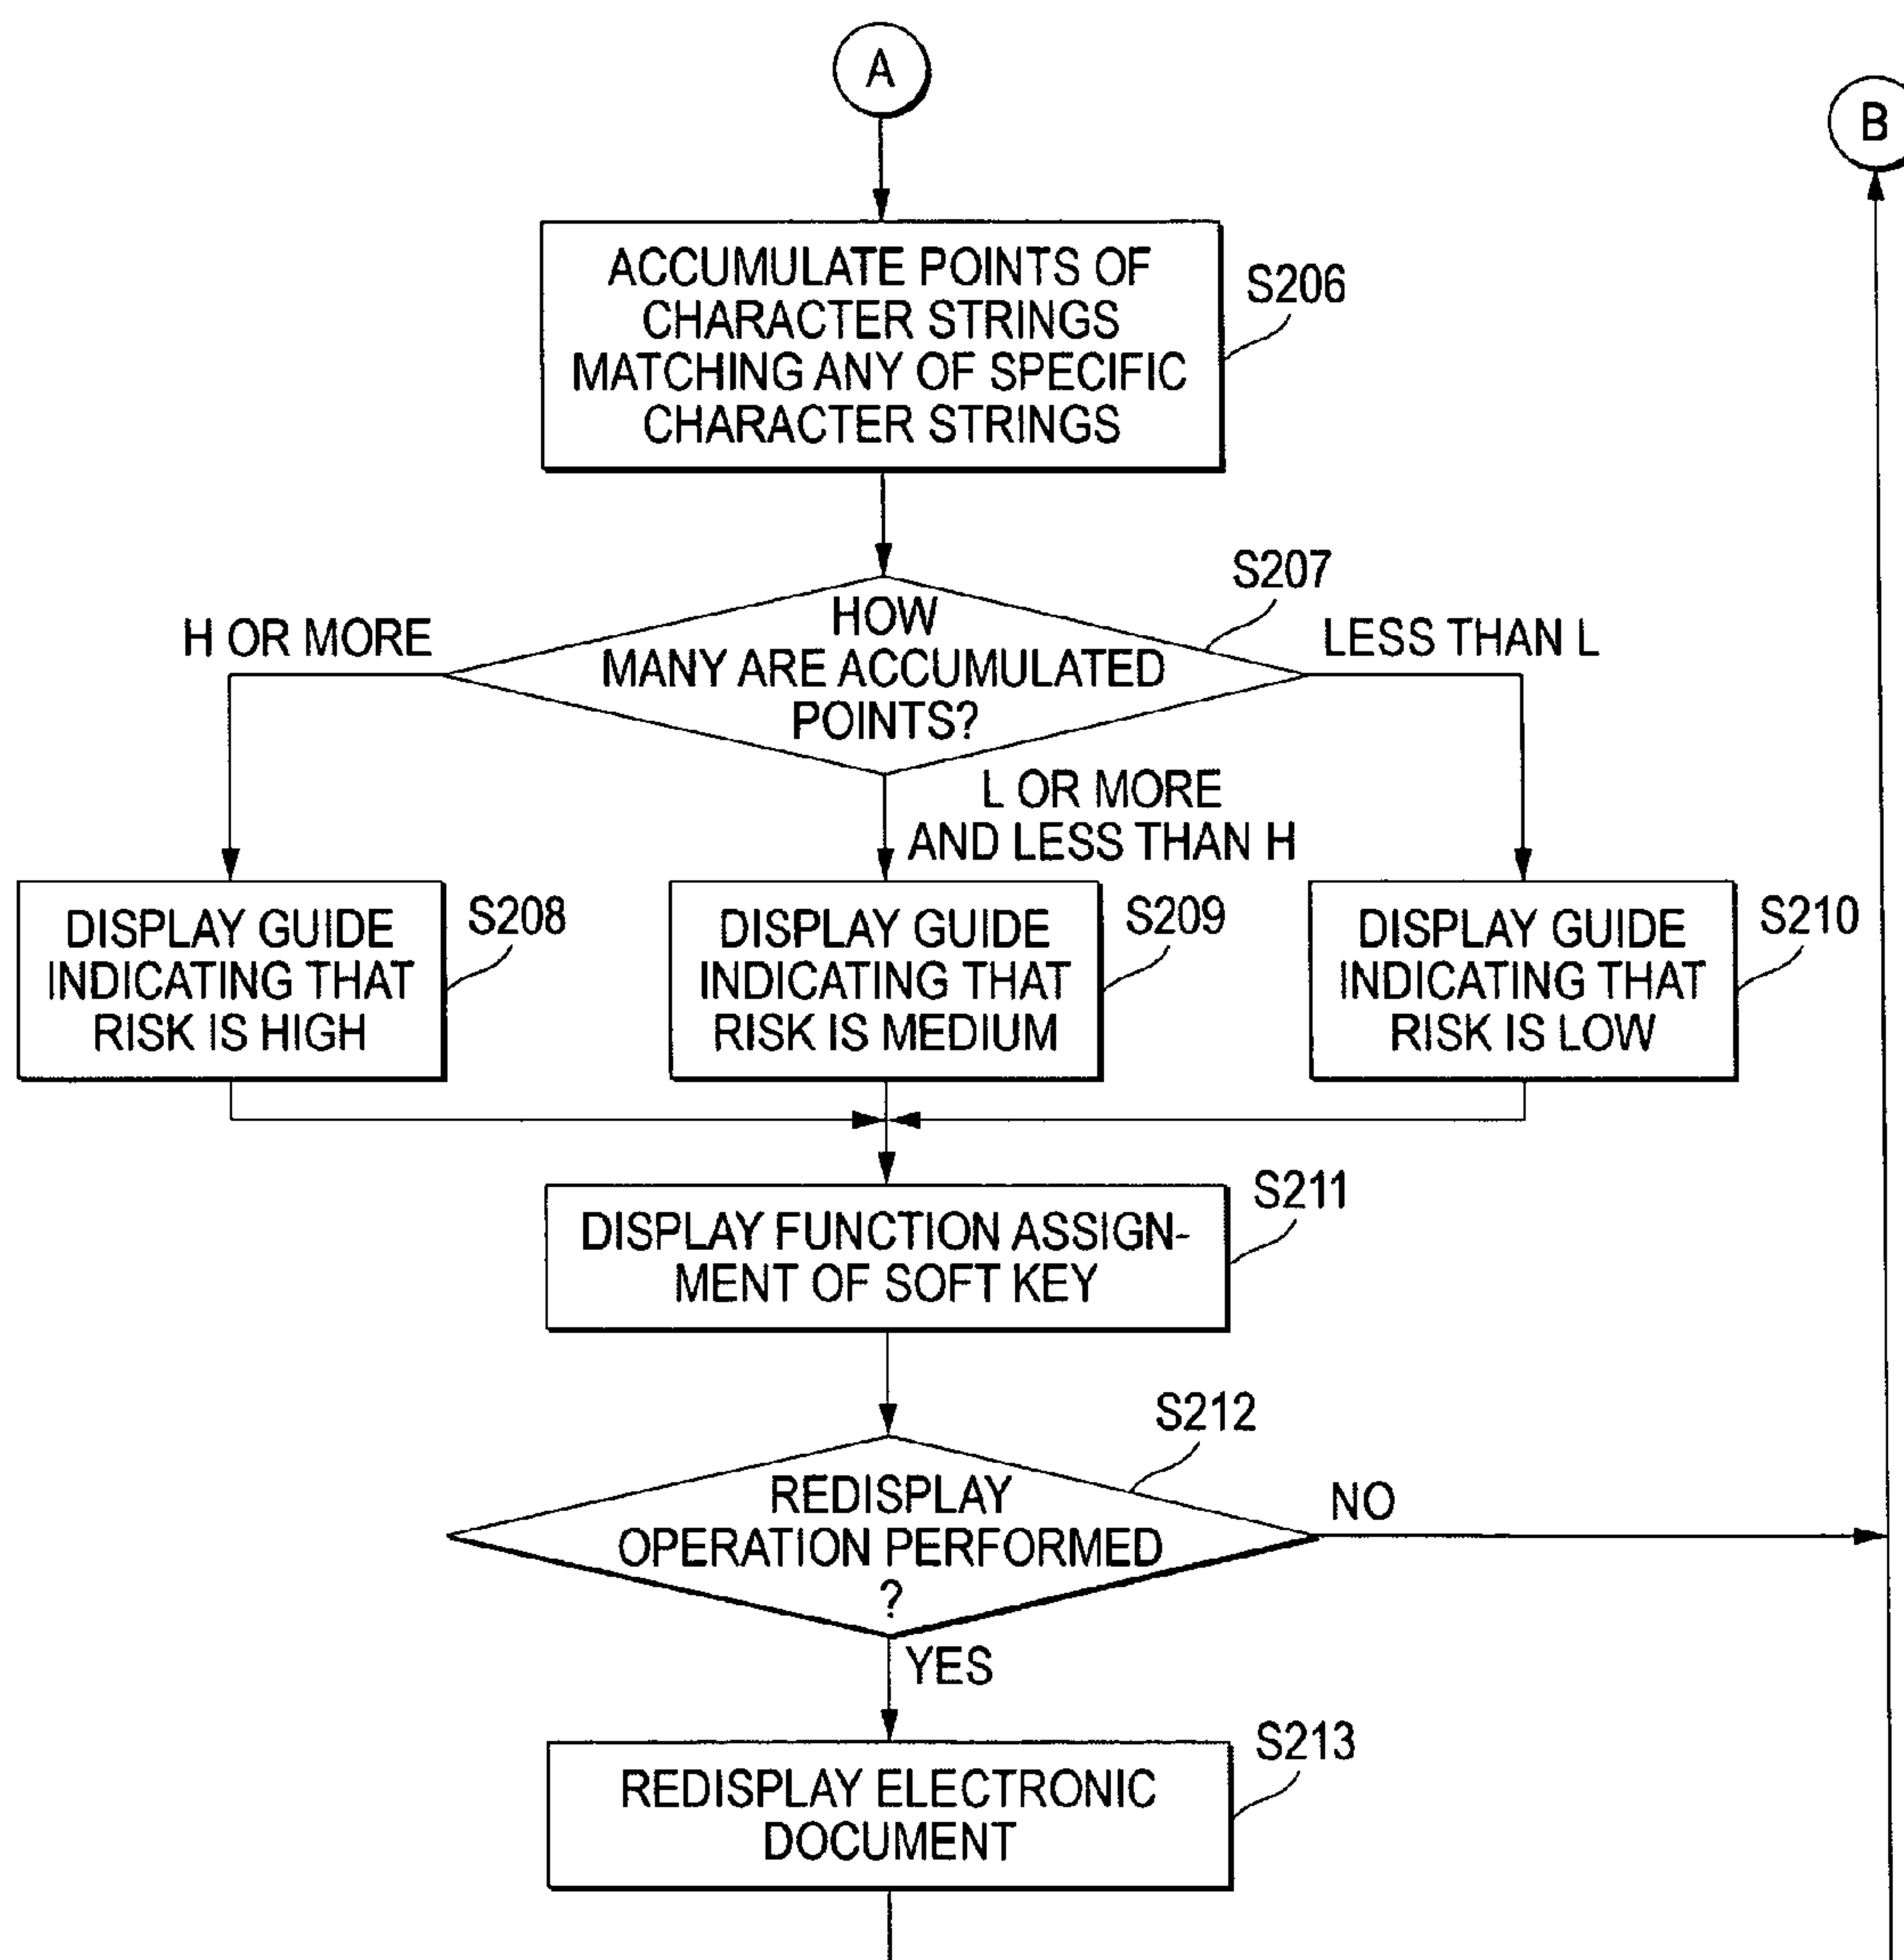 A
B
ACCUMULATE POINTS OF
CHARACTER STRINGS
MATCHING ANY OF SPECIFIC
CHARACTER STRINGS
S206
S207
HOW
MANY ARE ACCUMULATED
POINTS?
H OR MORE
LESS THAN L
L OR MORE
AND LESS THAN H
DISPLAY GUIDE
INDICATING THAT
RISK IS HIGH
S208
DISPLAY GUIDE
INDICATING THAT
RISK IS MEDIUM
S209
DISPLAY GUIDE
INDICATING THAT
RISK IS LOW
S210
S211
DISPLAY FUNCTION ASSIGN-
MENT OF SOFT KEY
S212
REDISPLAY
OPERATION PERFORMED
?
NO
YES
S213
REDISPLAY ELECTRONIC
DOCUMENT